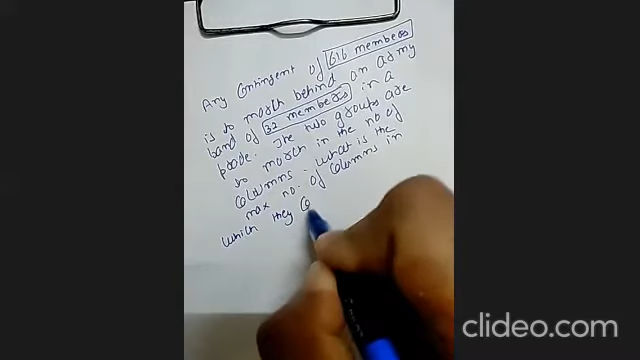 Any Contingent of 616 members
is to march behind an army
band of 32 members in a
prade. The two groups are
to march in the no of
Columns. What is the
max no. of Columns in
which they Co
clideo.com